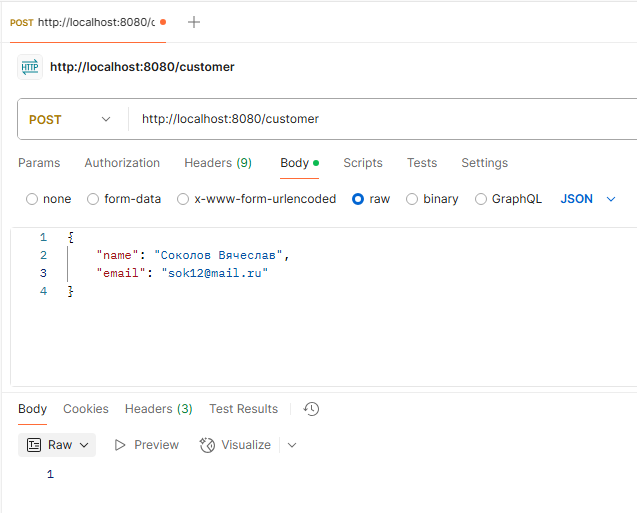 POST http://localhost:8080/c
HTTP http://localhost:8080/customer
POST http://localhost:8080/customer
Params Authorization Headers (9) Body Scripts Tests Settings
none form-data x-www-form-urlencoded raw binary GraphQL JSON
1 {
2 "name": "Соколов Вячеслав",
3 "email": "sok12@mail.ru"
4 }
Body Cookies Headers (3) Test Results
Raw Preview Visualize
1